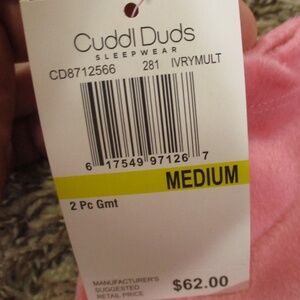 Cuddl Duds
SLEEPWEAR
CD8712566 281 IVRYMULT
6 17549 97126 7
MEDIUM
2 Pc Gmt
MANUFACTURER'S
SUGGESTED
RETAIL PRICE
$62.00